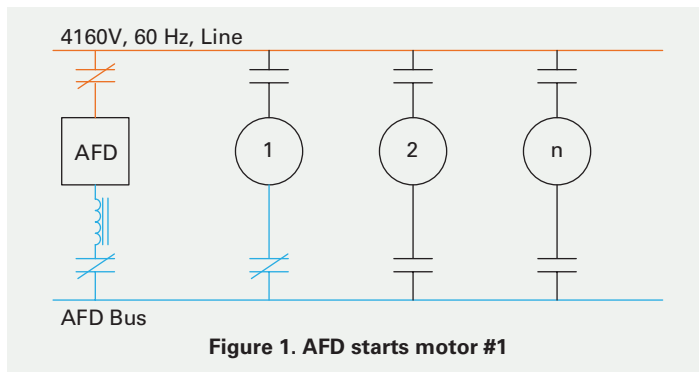 4160V, 60 Hz, Line
AFD
1
2
n
AFD Bus
Figure 1. AFD starts motor #1